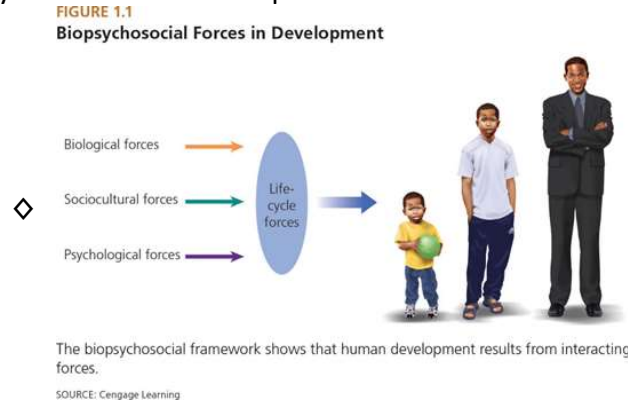 FIGURE 1.1
Biopsychosocial Forces in Development
Biological forces
Sociocultural forces
Psychological forces
Life-
cycle
forces
The biopsychosocial framework shows that human development results from interacting
forces.
SOURCE: Cengage Learning